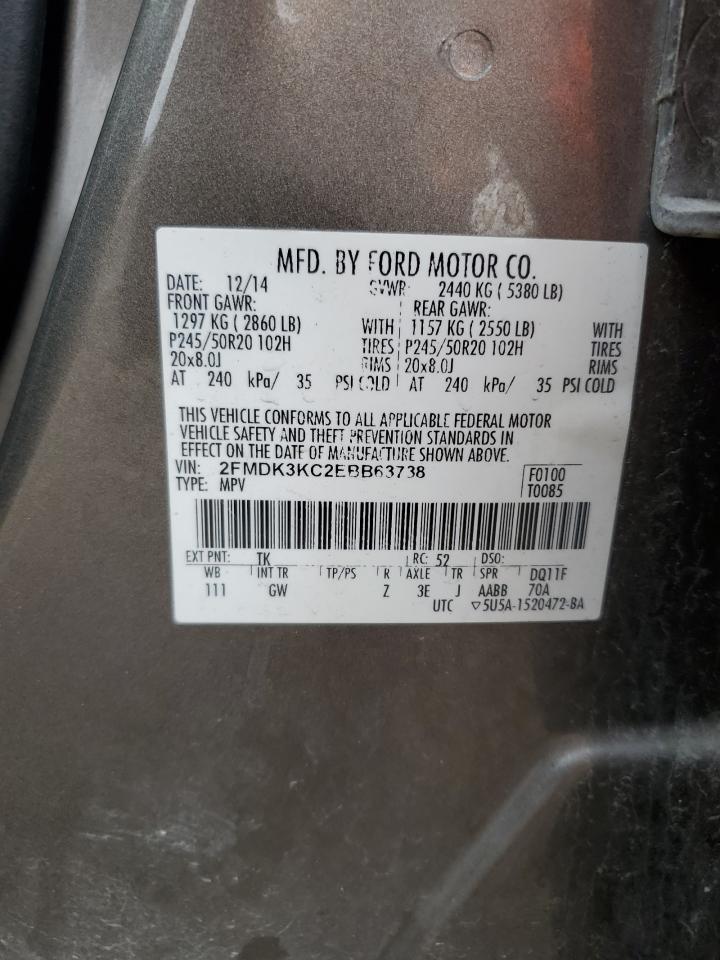 MFD. BY FORD MOTOR CO.
DATE: 12/14 GVWR: 2440 KG ( 5380 LB)
FRONT GAWR: REAR GAWR:
1297 KG ( 2860 LB) WITH 1157 KG ( 2550 LB) WITH
P245/50R20 102H TIRES P245/50R20 102H TIRES
20x8.0J RIMS 20x8.0J RIMS
AT 240 kPa/ 35 PSI COLD AT 240 kPa/ 35 PSI COLD
THIS VEHICLE CONFORMS TO ALL APPLICABLE FEDERAL MOTOR
VEHICLE SAFETY AND THEFT PREVENTION STANDARDS IN
EFFECT ON THE DATE OF MANUFACTURE SHOWN ABOVE.
VIN: 2FMDK3KC2EBB63738 F0100
TYPE: MPV T0085
EXT PNT: TK RC: 52 DSO:
WB INT TR TP/PS R AXLE TR SPR DQ11F
111 GW Z 3E J AABB 70A
UTC ▽5U5A-1520472-BA